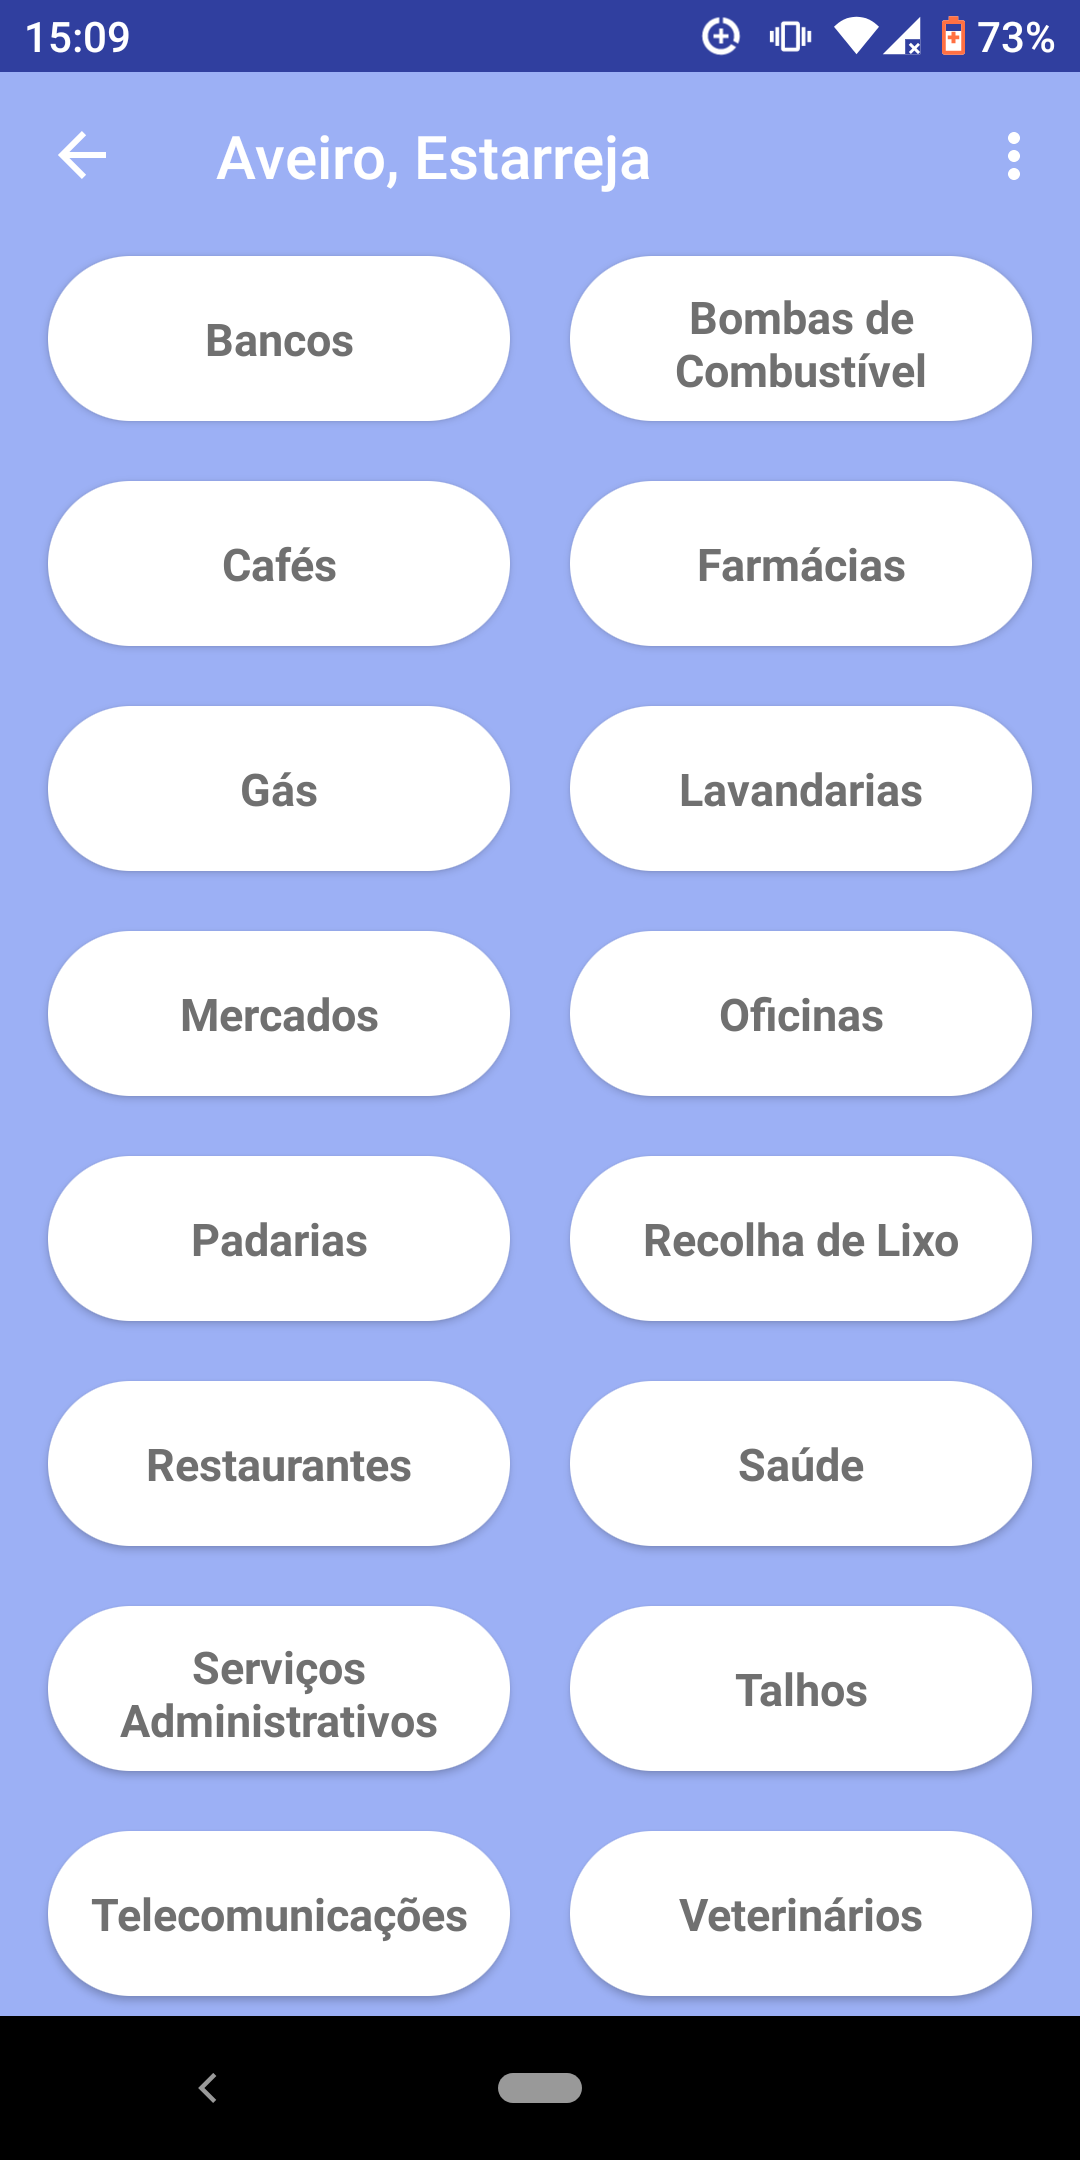 15:09
73%
Aveiro, Estarreja
Bancos
Bombas de
Combustível
Cafés
Farmácias
Gás
Lavandarias
Mercados
Oficinas
Padarias
Recolha de Lixo
Restaurantes
Saúde
Serviços
Administrativos
Talhos
Telecomunicações
Veterinários